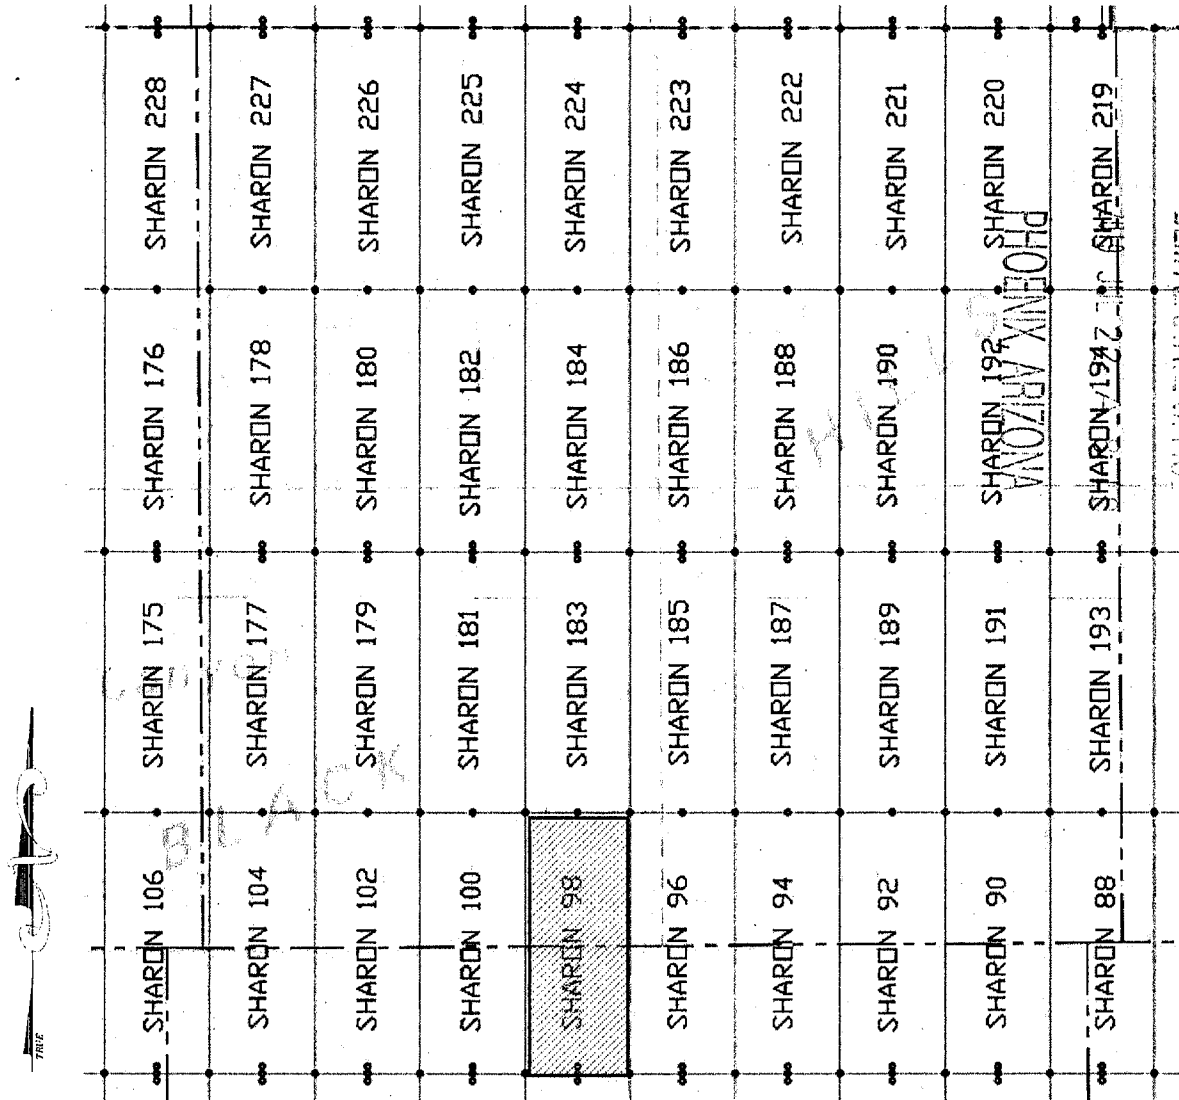 SHARON 228
SHARON 227
SHARON 226
SHARON 225
SHARON 224
SHARON 223
SHARON 222
SHARON 221
SHARON 220
SHARON 219
PHOENIX, ARIZONA
SHARON 176
SHARON 178
SHARON 180
SHARON 182
SHARON 184
SHARON 186
SHARON 188
SHARON 190
SHARON 192
SHARON 194
HILLS
SHARON 175
SHARON 177
SHARON 179
SHARON 181
SHARON 183
SHARON 185
SHARON 187
SHARON 189
SHARON 191
SHARON 193
Canyon
BLACK
SHARON 106
SHARON 104
SHARON 102
SHARON 100
SHARON 98
SHARON 96
SHARON 94
SHARON 92
SHARON 90
SHARON 88
TRUE